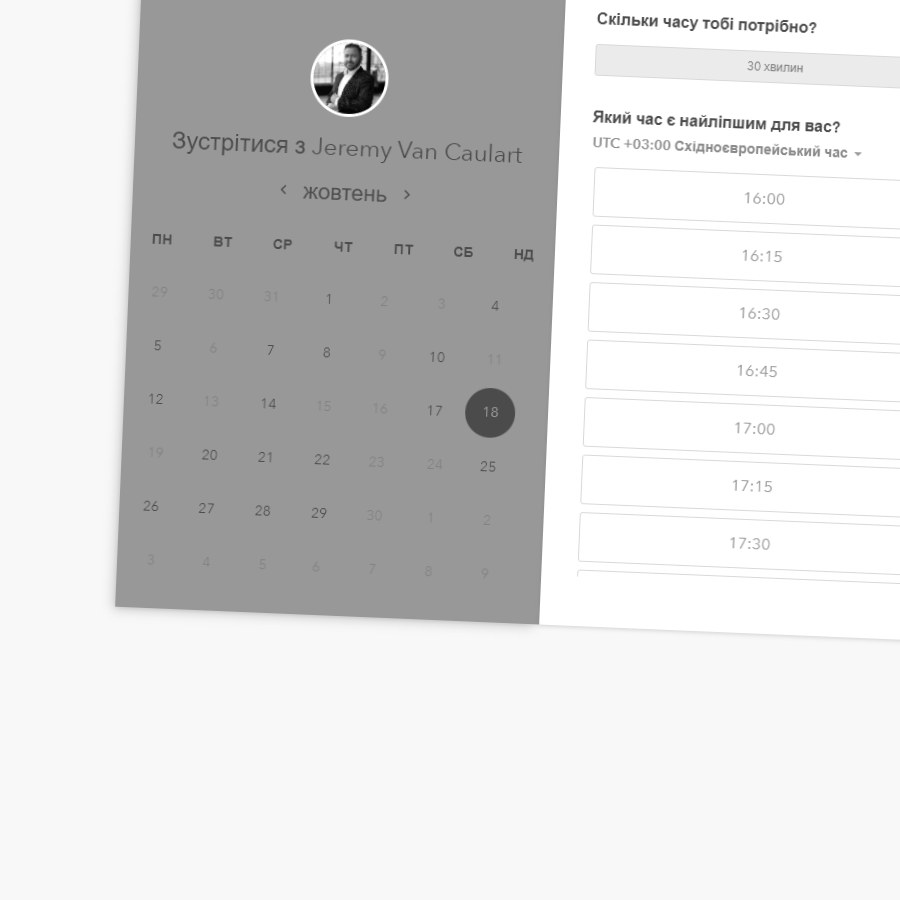 Зустрітися з Jeremy Van Caulart
‹ жовтень ›
ПН ВТ СР ЧТ ПТ СБ НД
29 30 31 1 2 3 4
5 6 7 8 9 10 11
12 13 14 15 16 17 18
19 20 21 22 23 24 25
26 27 28 29 30 1 2
3 4 5 6 7 8 9
Скільки часу тобі потрібно?
30 хвилин
Який час є найліпшим для вас?
UTC +03:00 Східноєвропейський час
16:00
16:15
16:30
16:45
17:00
17:15
17:30